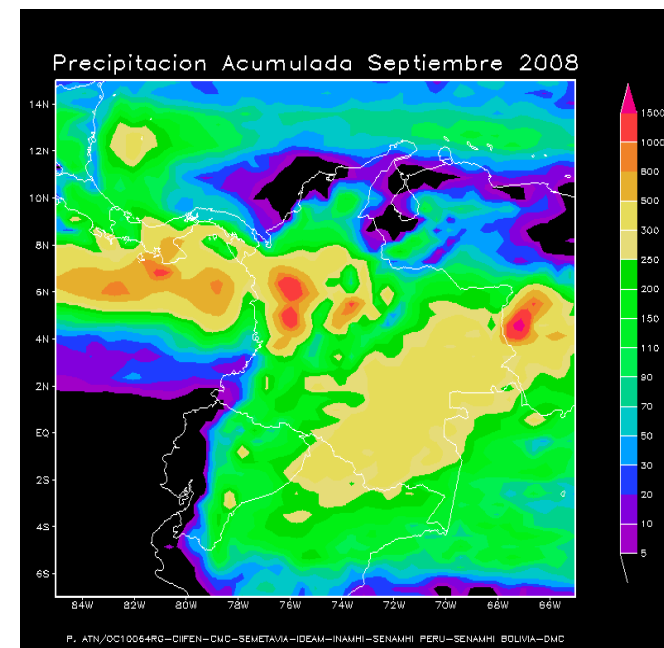 Precipitacion Acumulada Septiembre 2008
14N
12N
10N
8N
6N
4N
2N
EQ
2S
4S
6S
84W 82W 80W 78W 76W 74W 72W 70W 68W 66W
1500
1000
800
500
300
250
200
150
110
90
70
50
30
20
10
5
P. ATN/OC10064RG-CIIFEN-CMC-SEMETAVIA-IDEAM-INAMHI-SENAMHI PERU-SENAMHI BOLIVIA-DMC